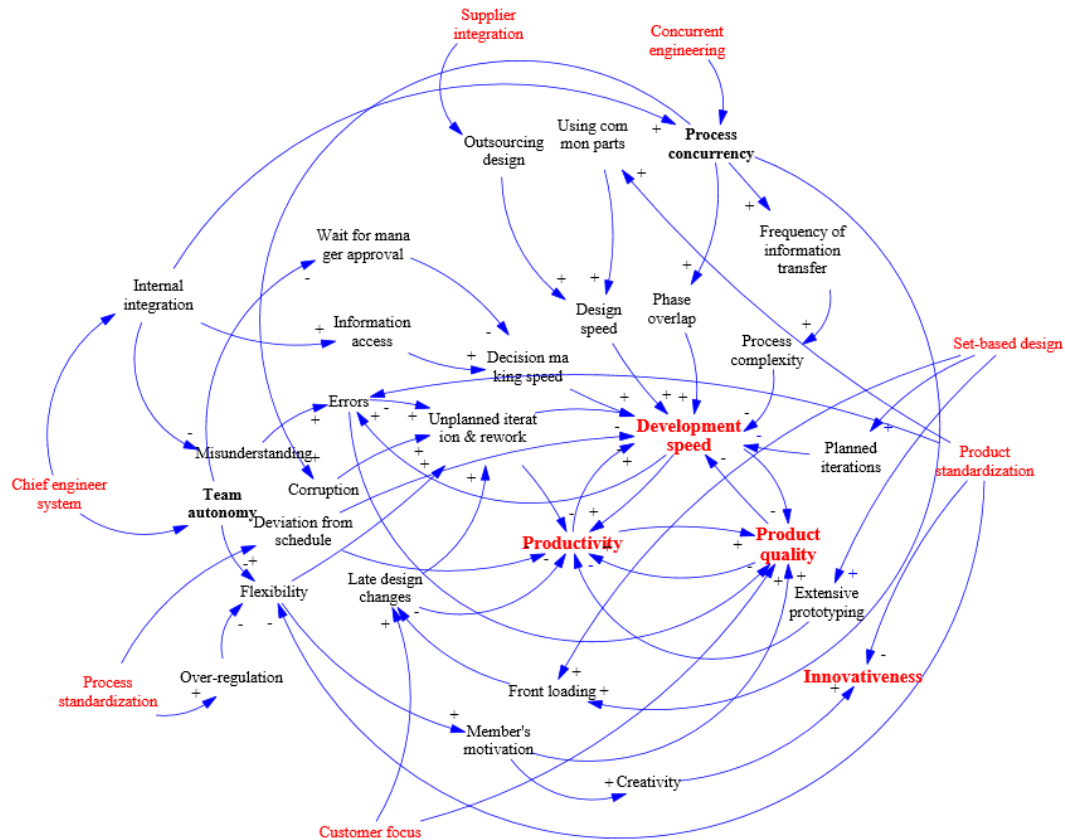 Supplier
integration
Concurrent
engineering
Using com
mon parts
+
Process
concurrency
Outsourcing
design
+
+
Frequency of
information
transfer
Wait for mana
ger approval
-
Internal
integration
+
+
+
Design
speed
Phase
overlap
+
Information
access
+
-
+
Decision ma
king speed
Process
complexity
Set-based design
Errors
+
+
-
+
Unplanned iterat
ion & rework
+
+
+
-
-
Development
speed
-
-
Planned
iterations
+
-
Product
standardization
-
Misunderstanding
+
Corruption
+
+
+
-
+
-
Chief engineer
system
Team
autonomy
Deviation from
schedule
-
+
+
-
Productivity
-
-
+
+
-
Product
quality
-
+
Flexibility
Late design
changes
-
+
+
+
+
Extensive
prototyping
-
-
Process
standardization
+
Over-regulation
Front loading
+
+
-
Innovativeness
+
+
Member's
motivation
+
Creativity
Customer focus